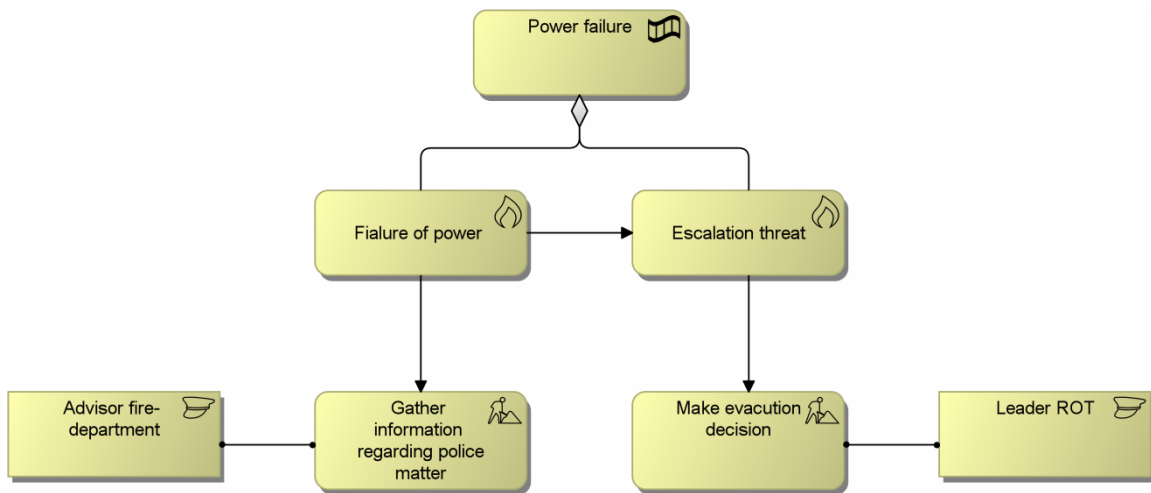 Power failure
Fialure of power
Escalation threat
Advisor fire-
department
Gather
information
regarding police
matter
Make evacution
decision
Leader ROT